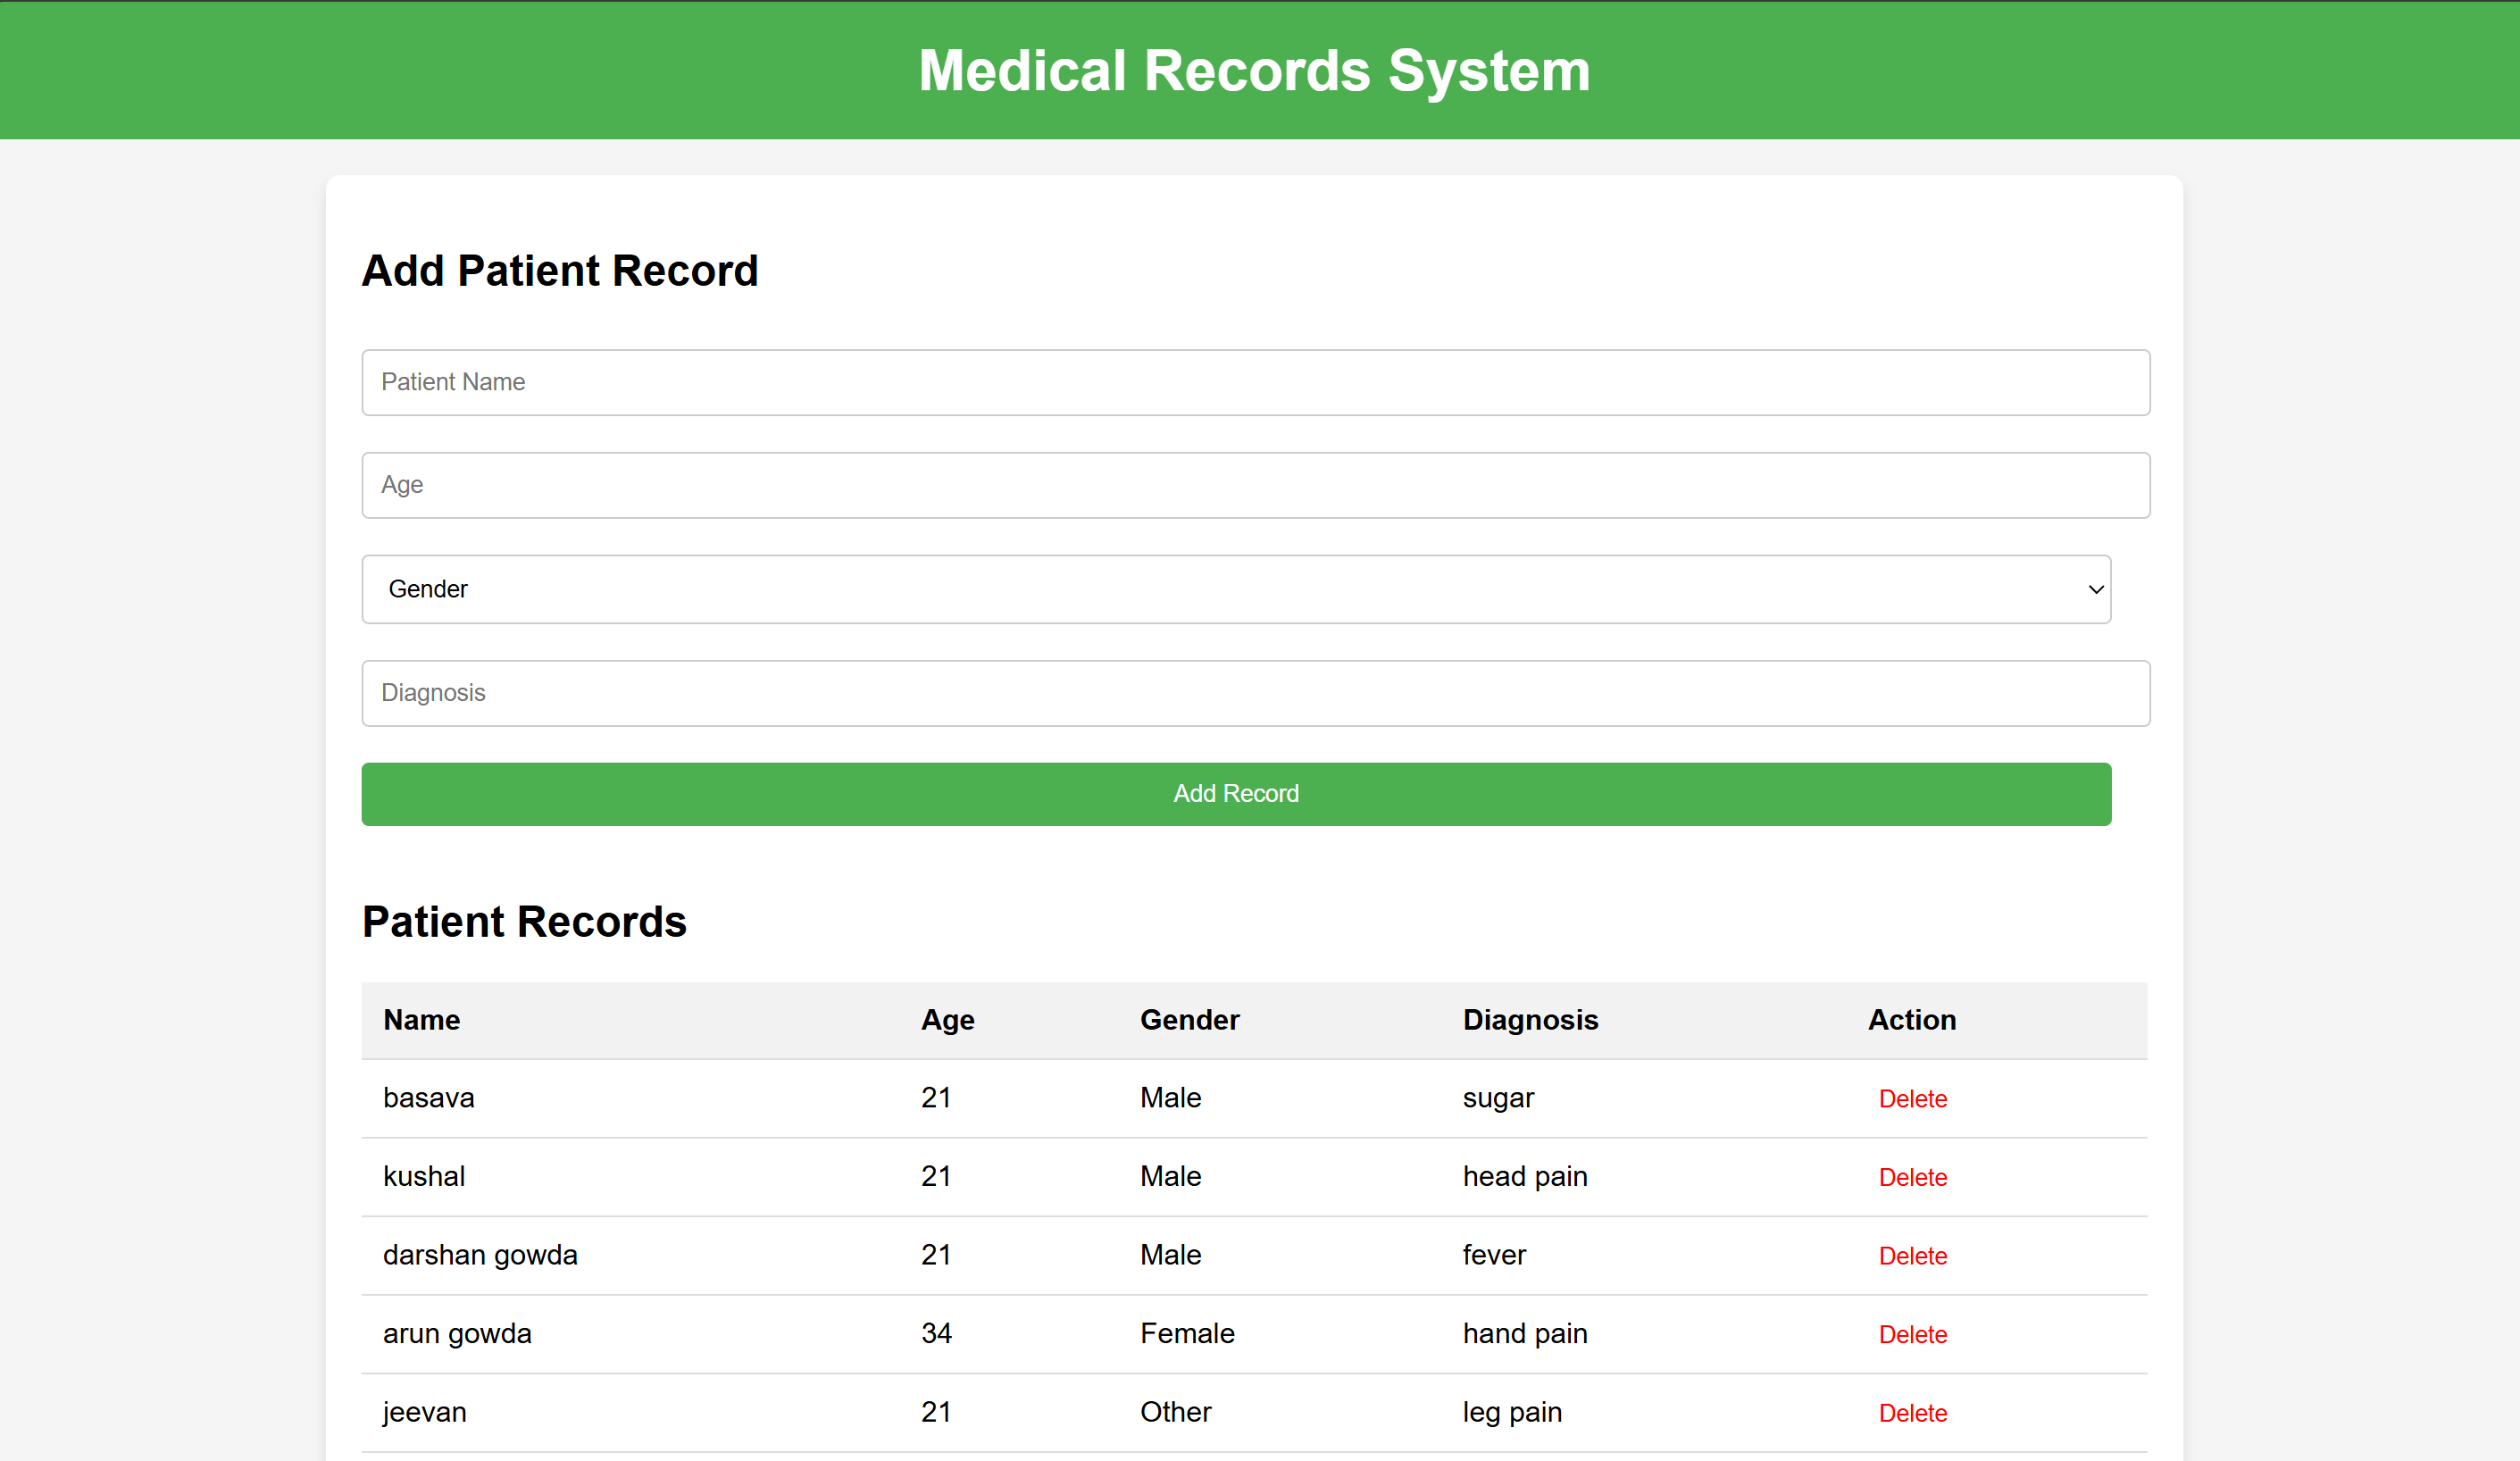 Medical Records System
Add Patient Record
Patient Name
Age
Gender
Diagnosis
Add Record
Patient Records
Name Age Gender Diagnosis Action
basava 21 Male sugar Delete
kushal 21 Male head pain Delete
darshan gowda 21 Male fever Delete
arun gowda 34 Female hand pain Delete
jeevan 21 Other leg pain Delete